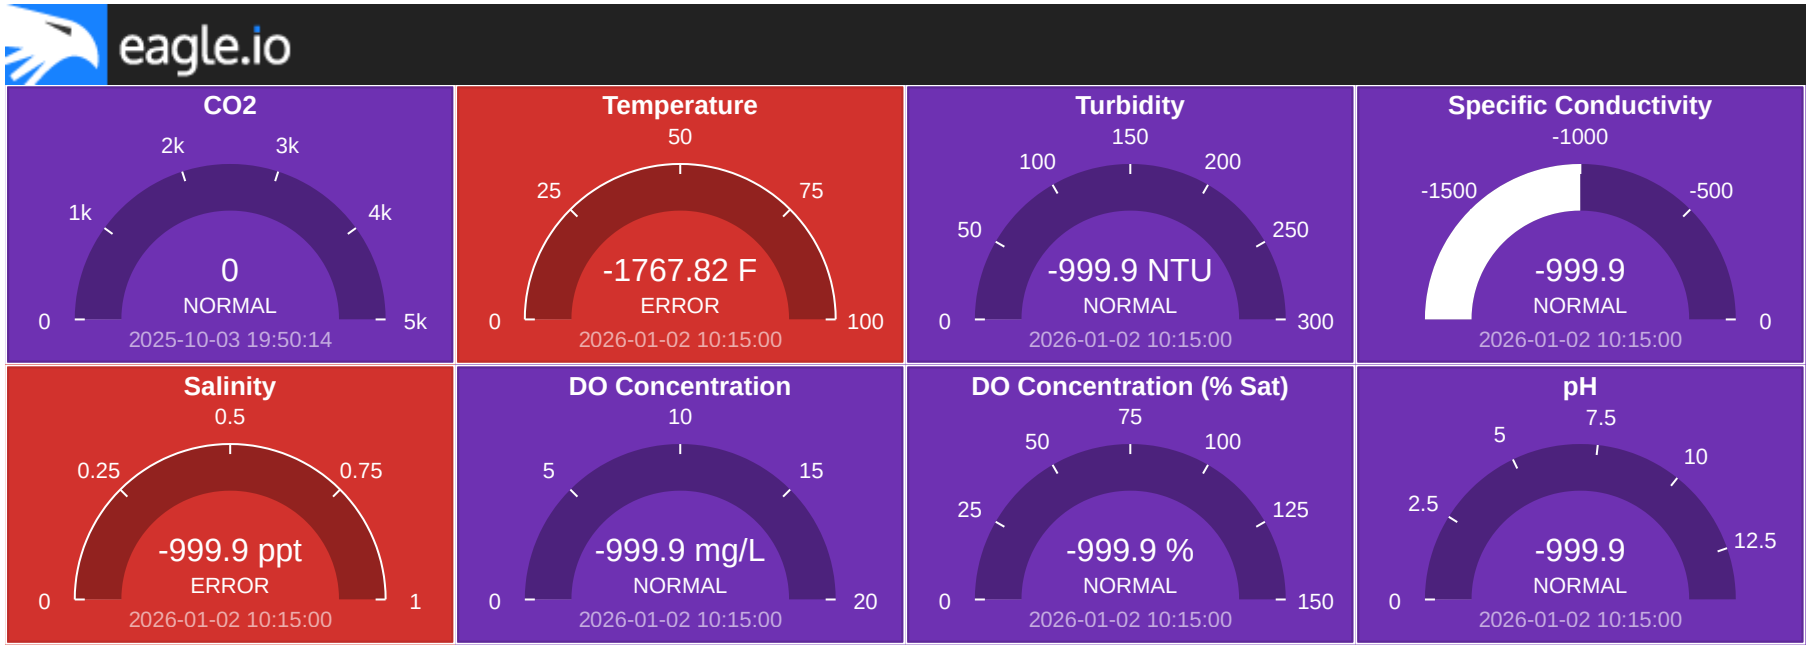 eagle.io
CO2
2k 3k
1k 4k
0
NORMAL
0 5k
2025-10-03 19:50:14
Temperature
50
25 75
-1767.82 F
ERROR
0 100
2026-01-02 10:15:00
Turbidity
150
100 200
50 250
-999.9 NTU
NORMAL
0 300
2026-01-02 10:15:00
Specific Conductivity
-1000
-1500 -500
-999.9
NORMAL
0
2026-01-02 10:15:00
Salinity
0.5
0.25 0.75
-999.9 ppt
ERROR
0 1
2026-01-02 10:15:00
DO Concentration
10
5 15
-999.9 mg/L
NORMAL
0 20
2026-01-02 10:15:00
DO Concentration (% Sat)
75
50 100
25 125
-999.9 %
NORMAL
0 150
2026-01-02 10:15:00
pH
7.5
5 10
2.5 12.5
-999.9
NORMAL
0
2026-01-02 10:15:00